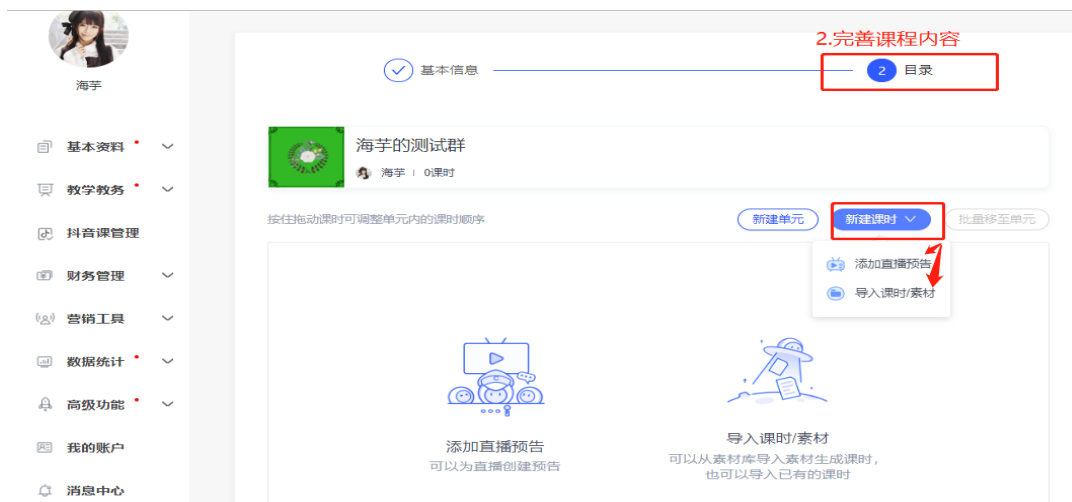 2.完善课程内容
基本信息
2 目录
海芋
海芋的测试群
海芋 | 0课时
基本资料
教学教务
抖音课管理
财务管理
营销工具
数据统计
高级功能
我的账户
消息中心
按住拖动课时可调整单元内的课时顺序
新建单元
新建课时
批量移至单元
添加直播预告
导入课时/素材
添加直播预告
可以为直播创建预告
导入课时/素材
可以从素材库导入素材生成课时，
也可以导入已有的课时